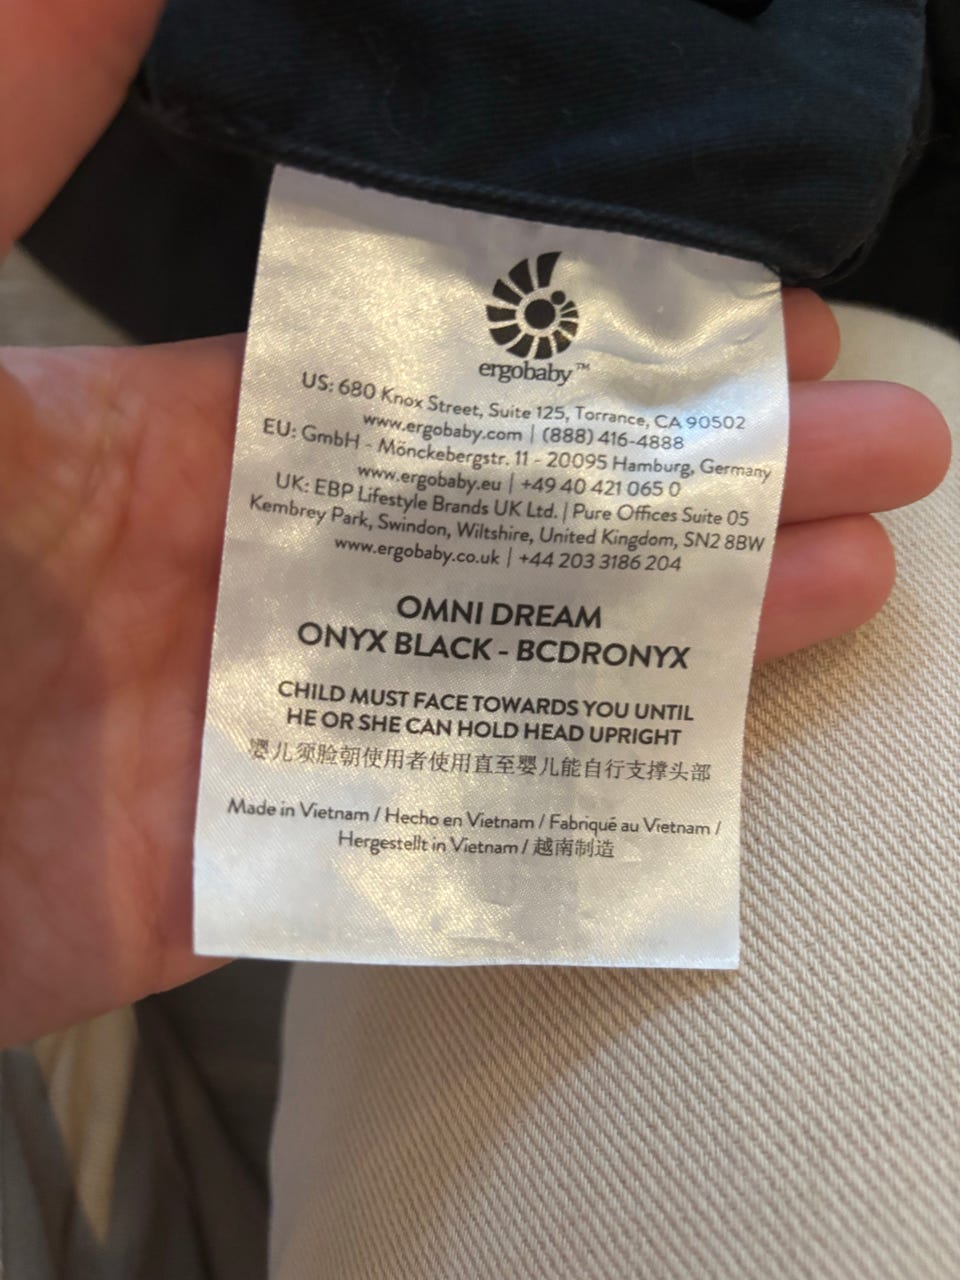 ergobaby™
US: 680 Knox Street, Suite 125, Torrance, CA 90502
www.ergobaby.com | (888) 416-4888
EU: GmbH - Mönckebergstr. 11 - 20095 Hamburg, Germany
www.ergobaby.eu | +49 40 421 065 0
UK: EBP Lifestyle Brands UK Ltd. | Pure Offices Suite 05
Kembrey Park, Swindon, Wiltshire, United Kingdom, SN2 8BW
www.ergobaby.co.uk | +44 203 3186 204
OMNI DREAM
ONYX BLACK - BCDRONYX
CHILD MUST FACE TOWARDS YOU UNTIL
HE OR SHE CAN HOLD HEAD UPRIGHT
婴儿须脸朝使用者使用直至婴儿能自行支撑头部
Made in Vietnam / Hecho en Vietnam / Fabriqué au Vietnam /
Hergestellt in Vietnam / 越南制造